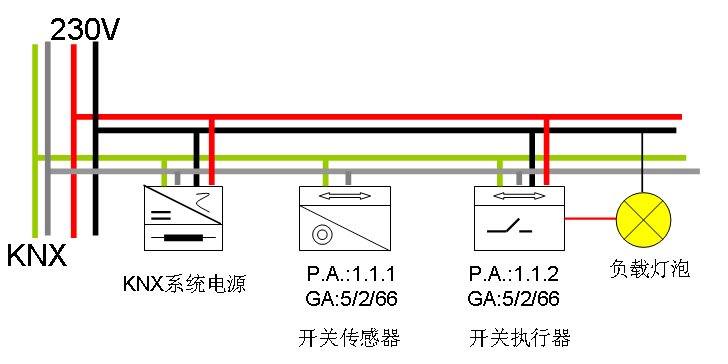 230V
KNX
KNX系统电源
P.A.:1.1.1
GA:5/2/66
开关传感器
P.A.:1.1.2
GA:5/2/66
开关执行器
负载灯泡